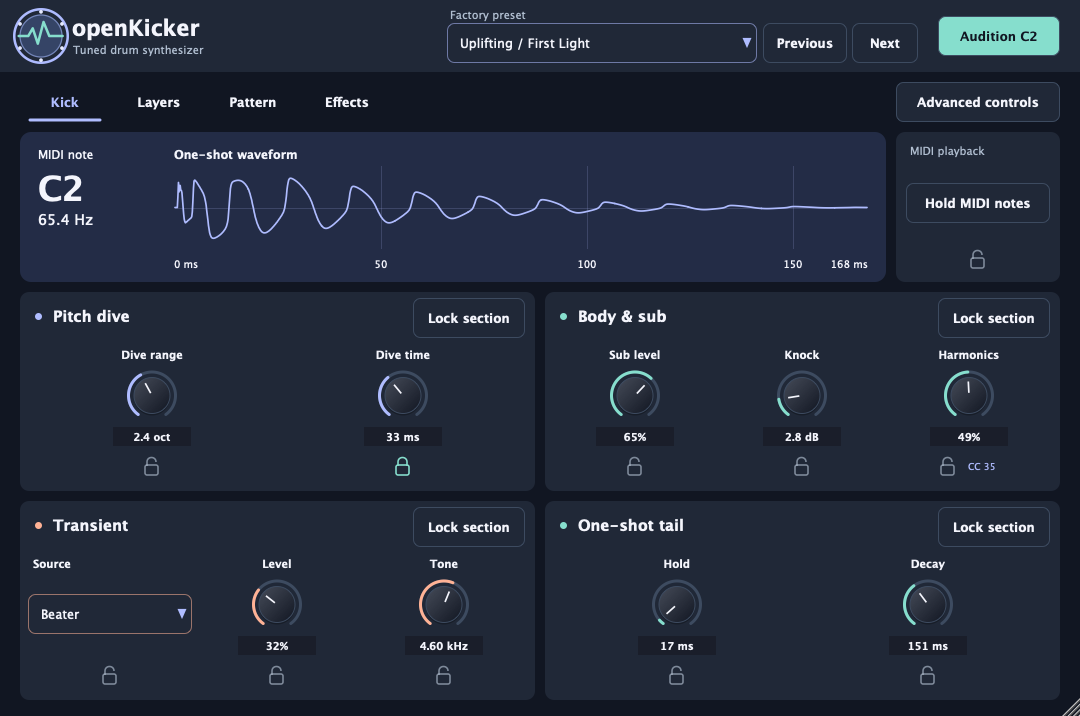 openKicker
Tuned drum synthesizer
Factory preset
Uplifting / First Light
Previous
Next
Audition C2
Kick
Layers
Pattern
Effects
Advanced controls
MIDI note
C2
65.4 Hz
One-shot waveform
0 ms
50
100
150
168 ms
MIDI playback
Hold MIDI notes
Pitch dive
Lock section
Dive range
Dive time
2.4 oct
33 ms
Body & sub
Lock section
Sub level
Knock
Harmonics
65%
2.8 dB
49%
CC 35
Transient
Lock section
Source
Level
Tone
Beater
32%
4.60 kHz
One-shot tail
Lock section
Hold
Decay
17 ms
151 ms